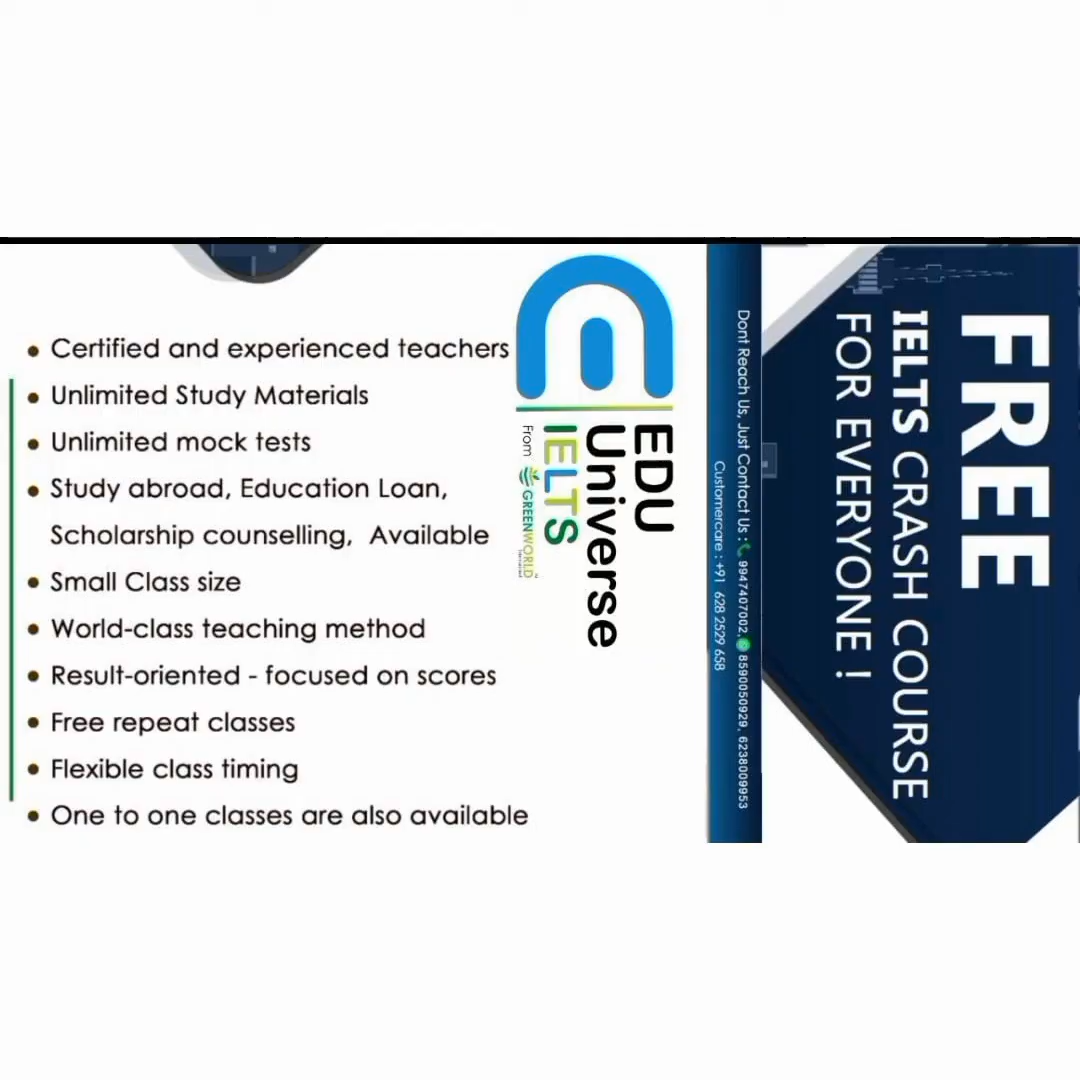 • Certified and experienced teachers
• Unlimited Study Materials
• Unlimited mock tests
• Study abroad, Education Loan,
Scholarship counselling, Available
• Small Class size
• World-class teaching method
• Result-oriented - focused on scores
• Free repeat classes
• Flexible class timing
• One to one classes are also available
EDU
Universe
IELTS
From GREENWORLD
Dont Reach Us, Just Contact Us : 9947407002, 8590050929, 6238009953
Customercare : +91 628 2529 658
FREE
IELTS CRASH COURSE
FOR EVERYONE !